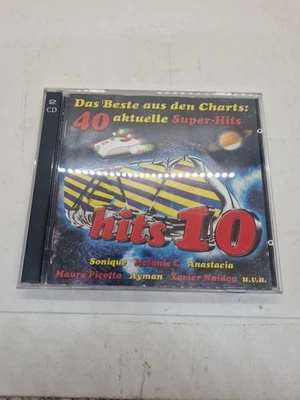 2
CD
Das Beste aus den Charts:
40 aktuelle Super-Hits
hits 10
Sonique Melanie C Anastacia
Mauro Picotto Ayman Xavier Naidoo u.v.a.